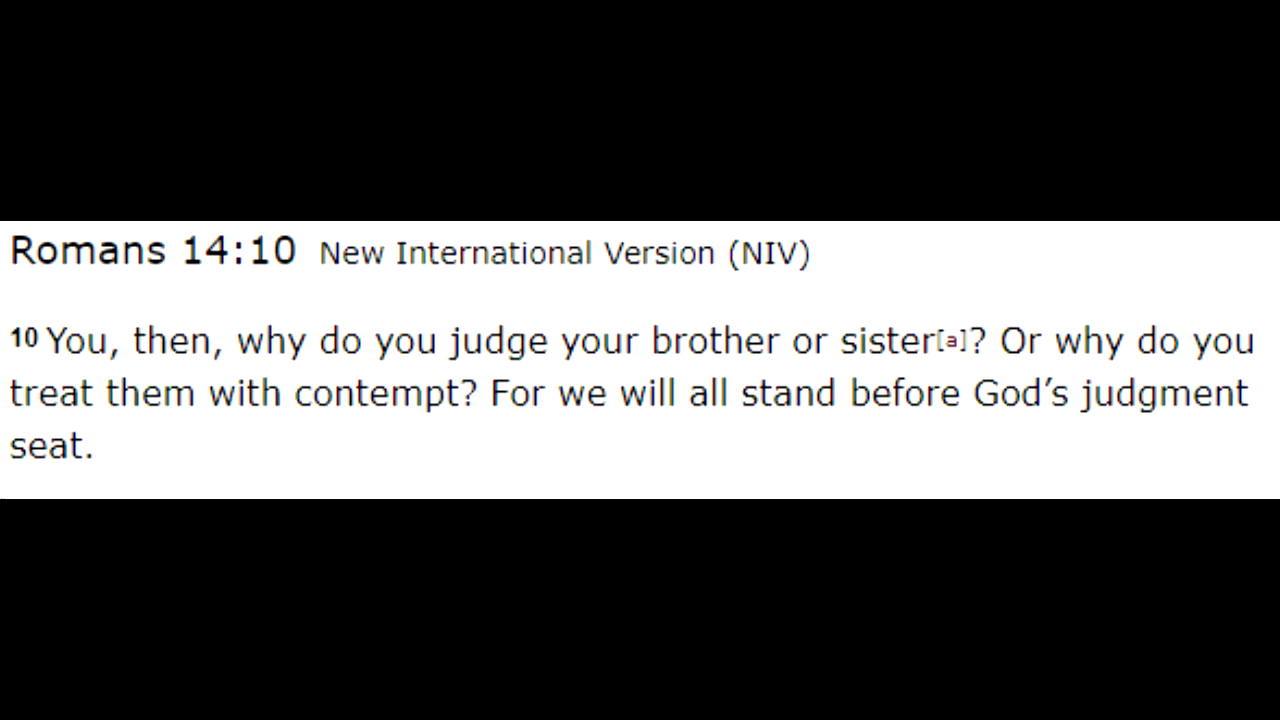 Romans 14:10 New International Version (NIV)
10 You, then, why do you judge your brother or sister[a]? Or why do you
treat them with contempt? For we will all stand before God’s judgment
seat.